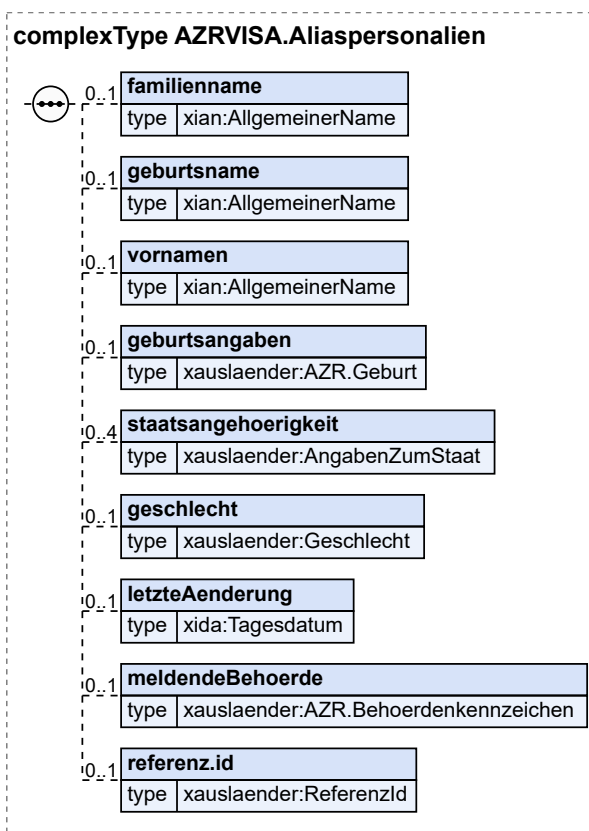 complexType AZRVISA.Aliaspersonalien
0..1 familienname
type xian:AllgemeinerName
0..1 geburtsname
type xian:AllgemeinerName
0..1 vornamen
type xian:AllgemeinerName
0..1 geburtsangaben
type xauslaender:AZR.Geburt
0..4 staatsangehoerigkeit
type xauslaender:AngabenZumStaat
0..1 geschlecht
type xauslaender:Geschlecht
0..1 letzteAenderung
type xida:Tagesdatum
0..1 meldendeBehoerde
type xauslaender:AZR.Behoerdenkennzeichen
0..1 referenz.id
type xauslaender:ReferenzId